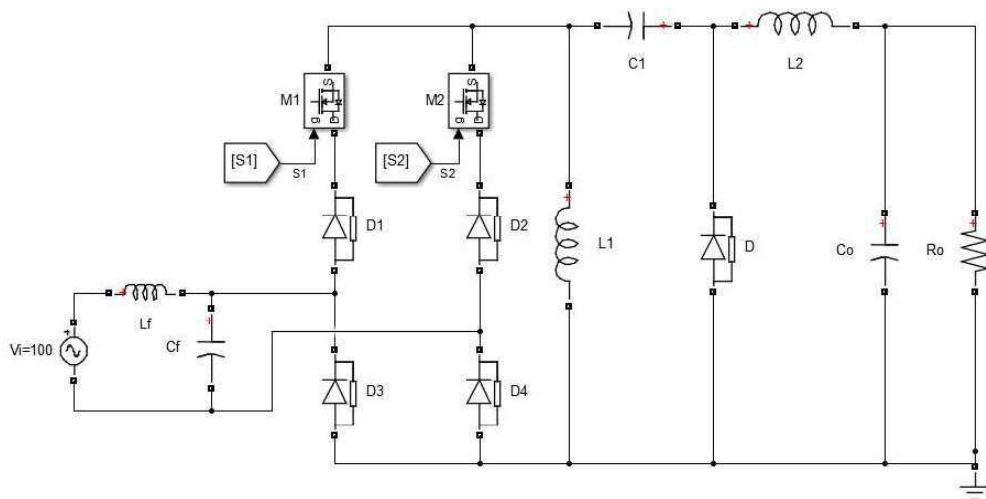 C1
L2
M1
S
g
D
M2
S
g
D
[S1]
S1
[S2]
S2
D1
D2
L1
D
Co
Ro
Lf
Cf
Vi=100
D3
D4